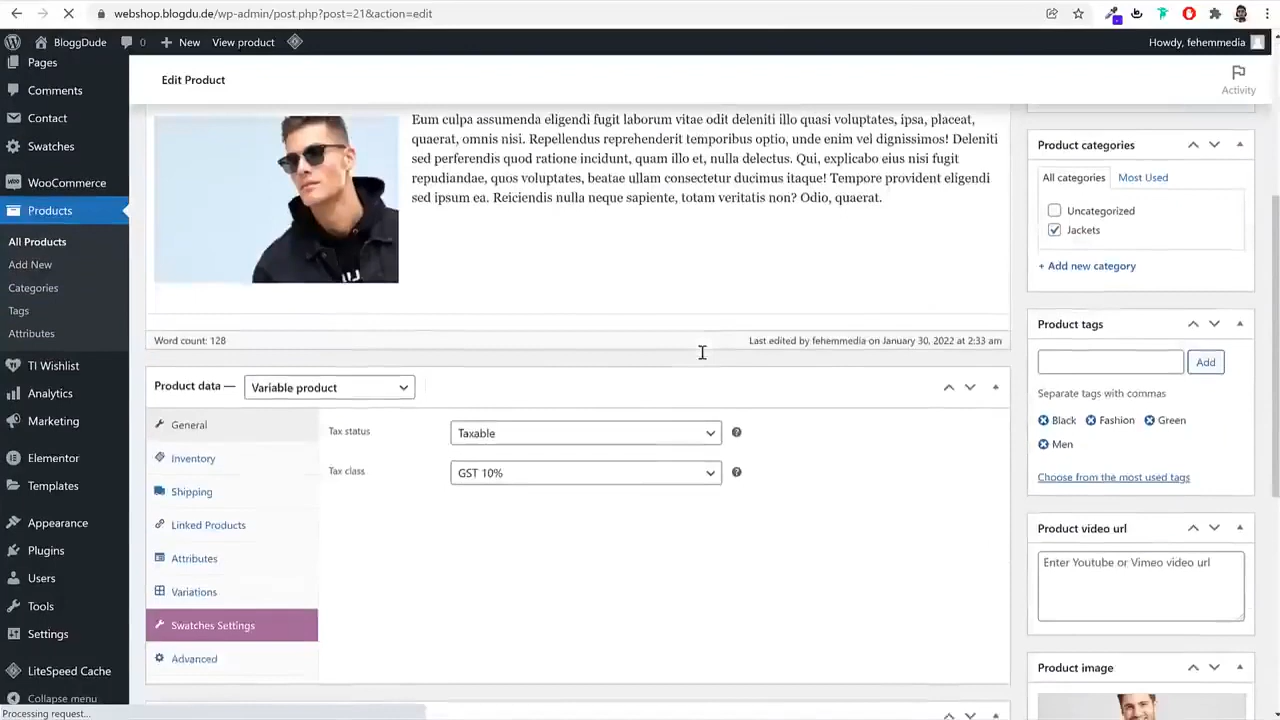 webshop.blogdu.de/wp-admin/post.php?post=21&action=edit
BloggDude 0 New View product Howdy, fehemmedia
Pages
Comments
Contact
Swatches
WooCommerce
Products
All Products
Add New
Categories
Tags
Attributes
TI Wishlist
Analytics
Marketing
Elementor
Templates
Appearance
Plugins
Users
Tools
Settings
LiteSpeed Cache
Collapse menu
Processing request...
Edit Product
Activity
Eum culpa assumenda eligendi fugit laborum vitae odit deleniti illo quasi voluptates, ipsa, placeat,
quaerat, omnis nisi. Repellendus reprehenderit temporibus optio, unde enim vel dignissimos! Deleniti
sed perferendis quod ratione incidunt, quam illo et, nulla delectus. Qui, explicabo eius nisi fugit
repudiandae, quos voluptates, beatae ullam consectetur ducimus itaque! Tempore provident eligendi
sed ipsum ea. Reiciendis nulla neque sapiente, totam veritatis non? Odio, quaerat.
Word count: 128 Last edited by fehemmedia on January 30, 2022 at 2:33 am
Product data — Variable product
General
Inventory
Shipping
Linked Products
Attributes
Variations
Swatches Settings
Advanced
Tax status Taxable
Tax class GST 10%
Product categories
All categories Most Used
Uncategorized
Jackets
+ Add new category
Product tags
Add
Separate tags with commas
Black Fashion Green
Men
Choose from the most used tags
Product video url
Enter Youtube or Vimeo video url
Product image